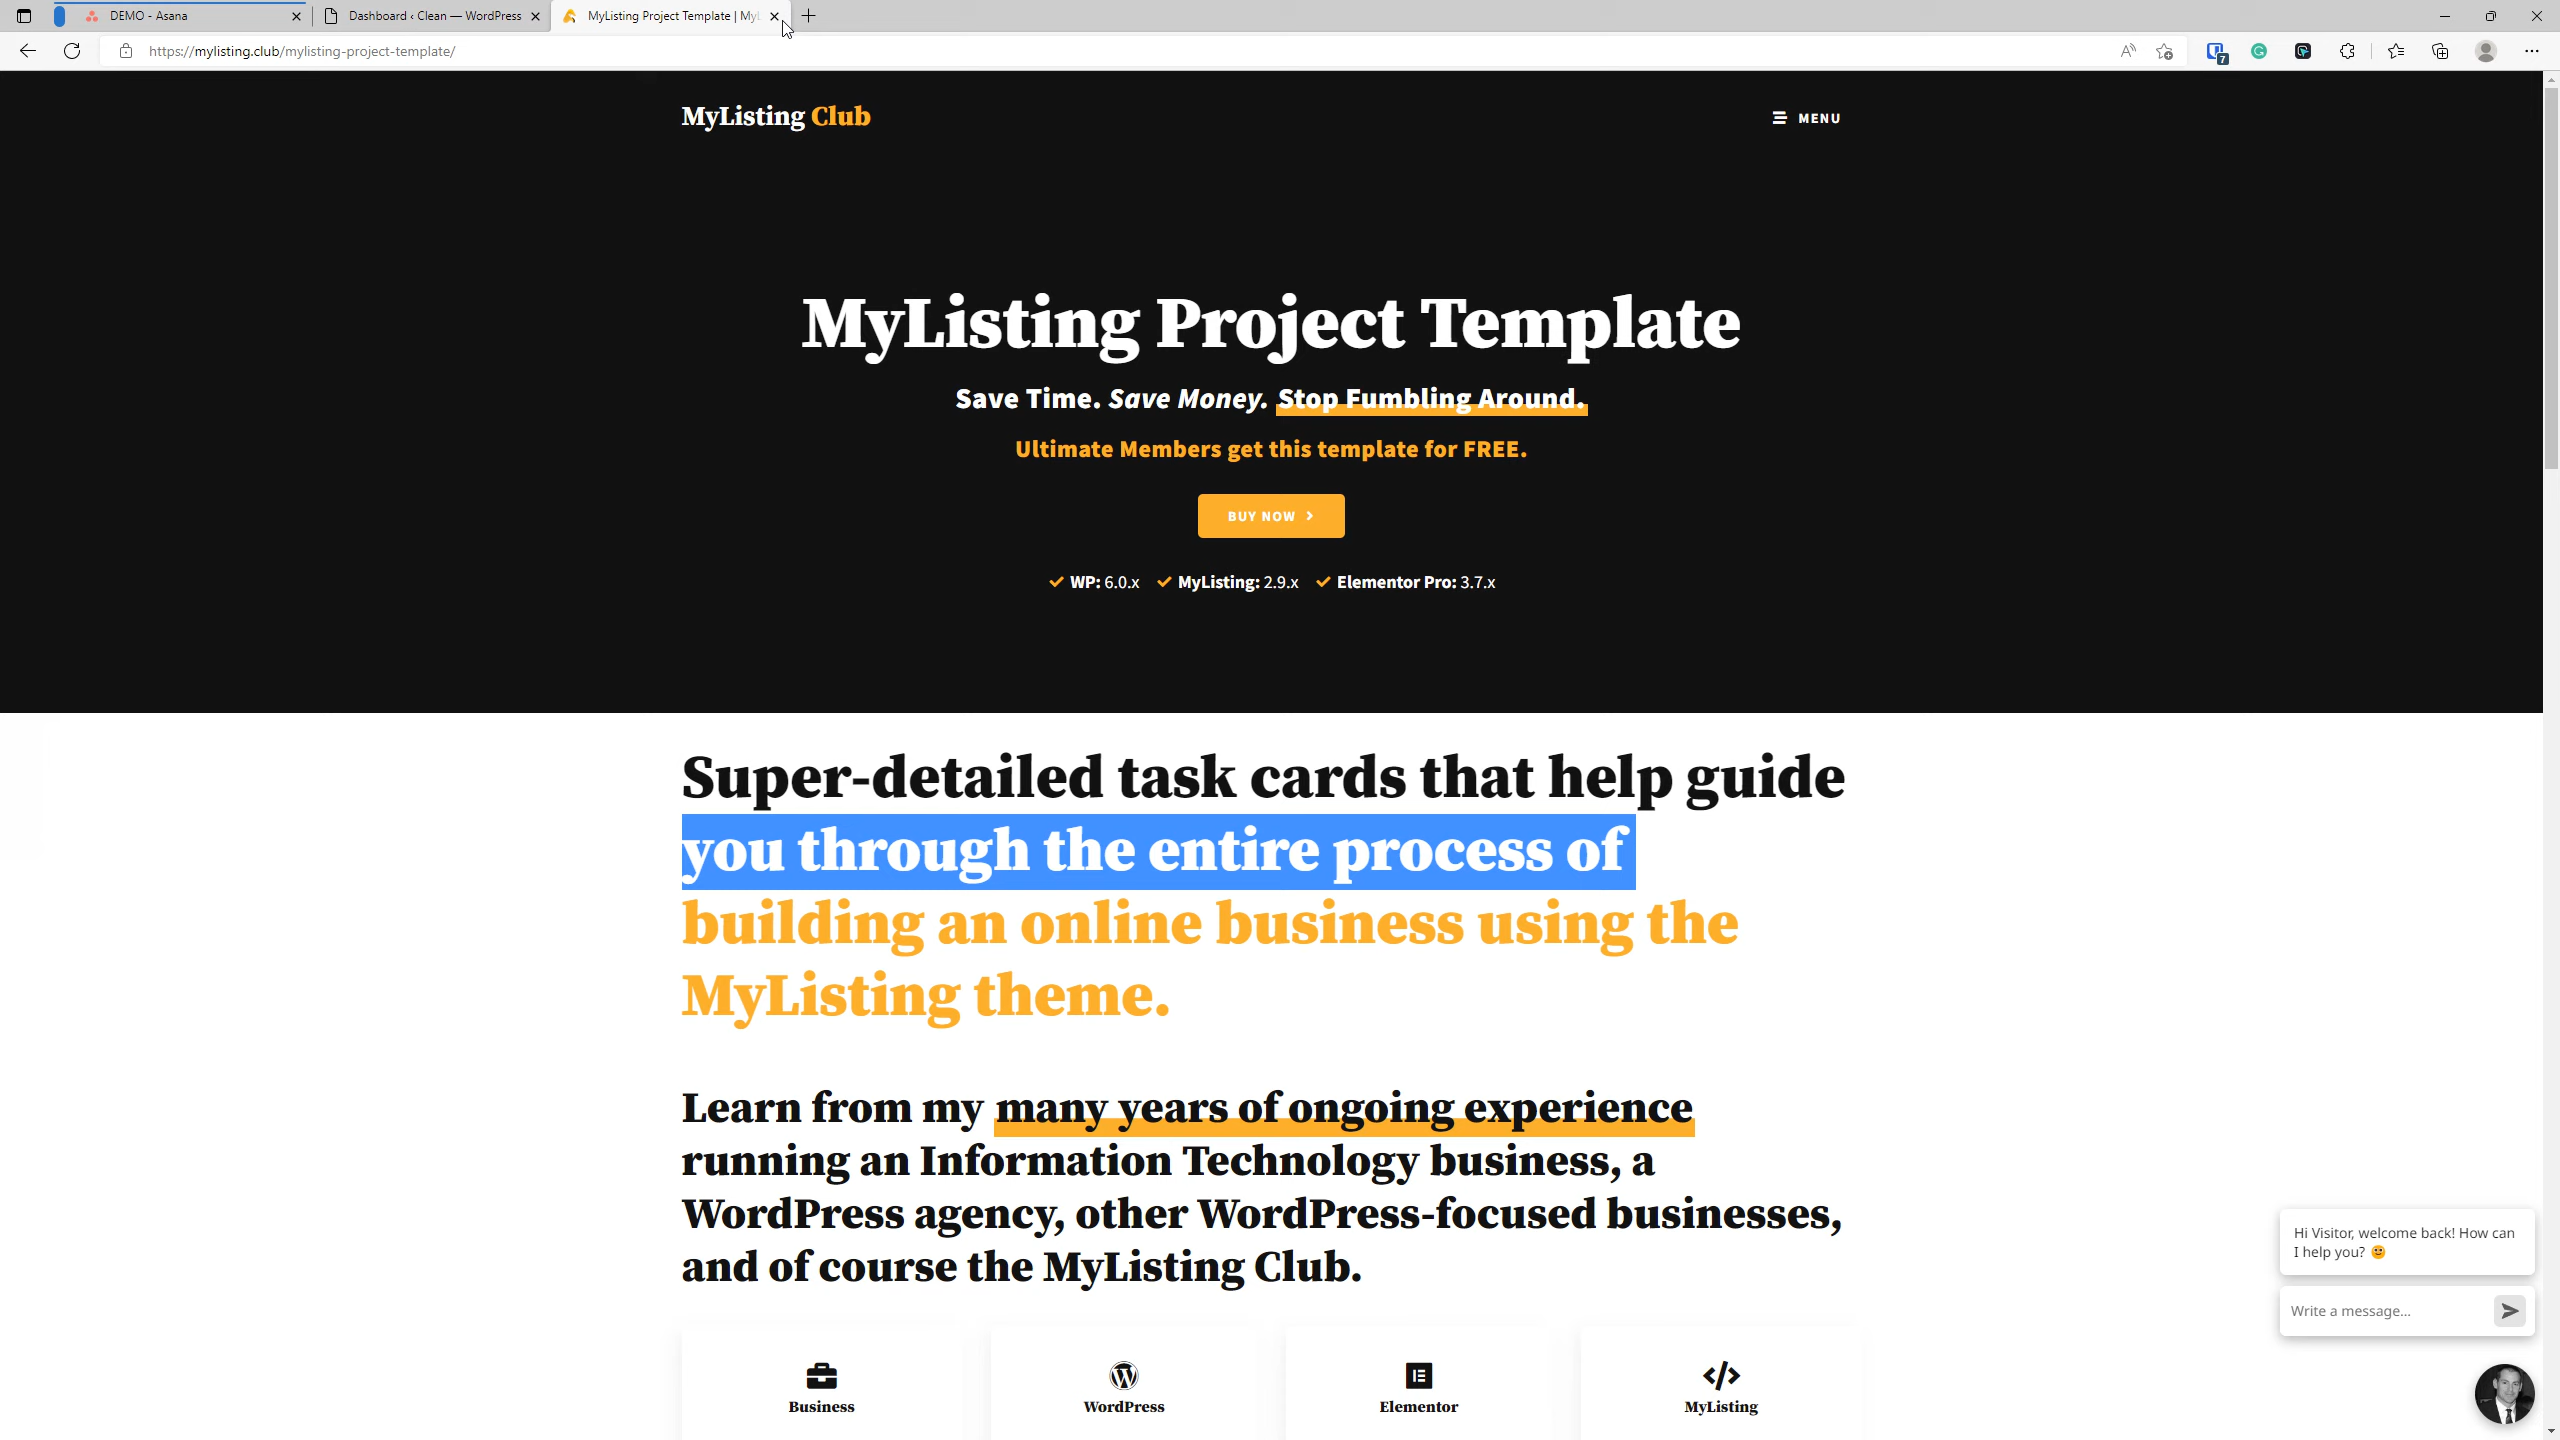 DEMO - Asana
Dashboard ‹ Clean — WordPress
MyListing Project Template | My
https://mylisting.club/mylisting-project-template/
7
MyListing Club
MENU
MyListing Project Template
Save Time. Save Money. Stop Fumbling Around.
Ultimate Members get this template for FREE.
BUY NOW
WP: 6.0.x MyListing: 2.9.x Elementor Pro: 3.7.x
Super-detailed task cards that help guide
you through the entire process of
building an online business using the
MyListing theme.
Learn from my many years of ongoing experience
running an Information Technology business, a
WordPress agency, other WordPress-focused businesses,
and of course the MyListing Club.
Hi Visitor, welcome back! How can
I help you? 🙂
Write a message...
Business
WordPress
Elementor
MyListing